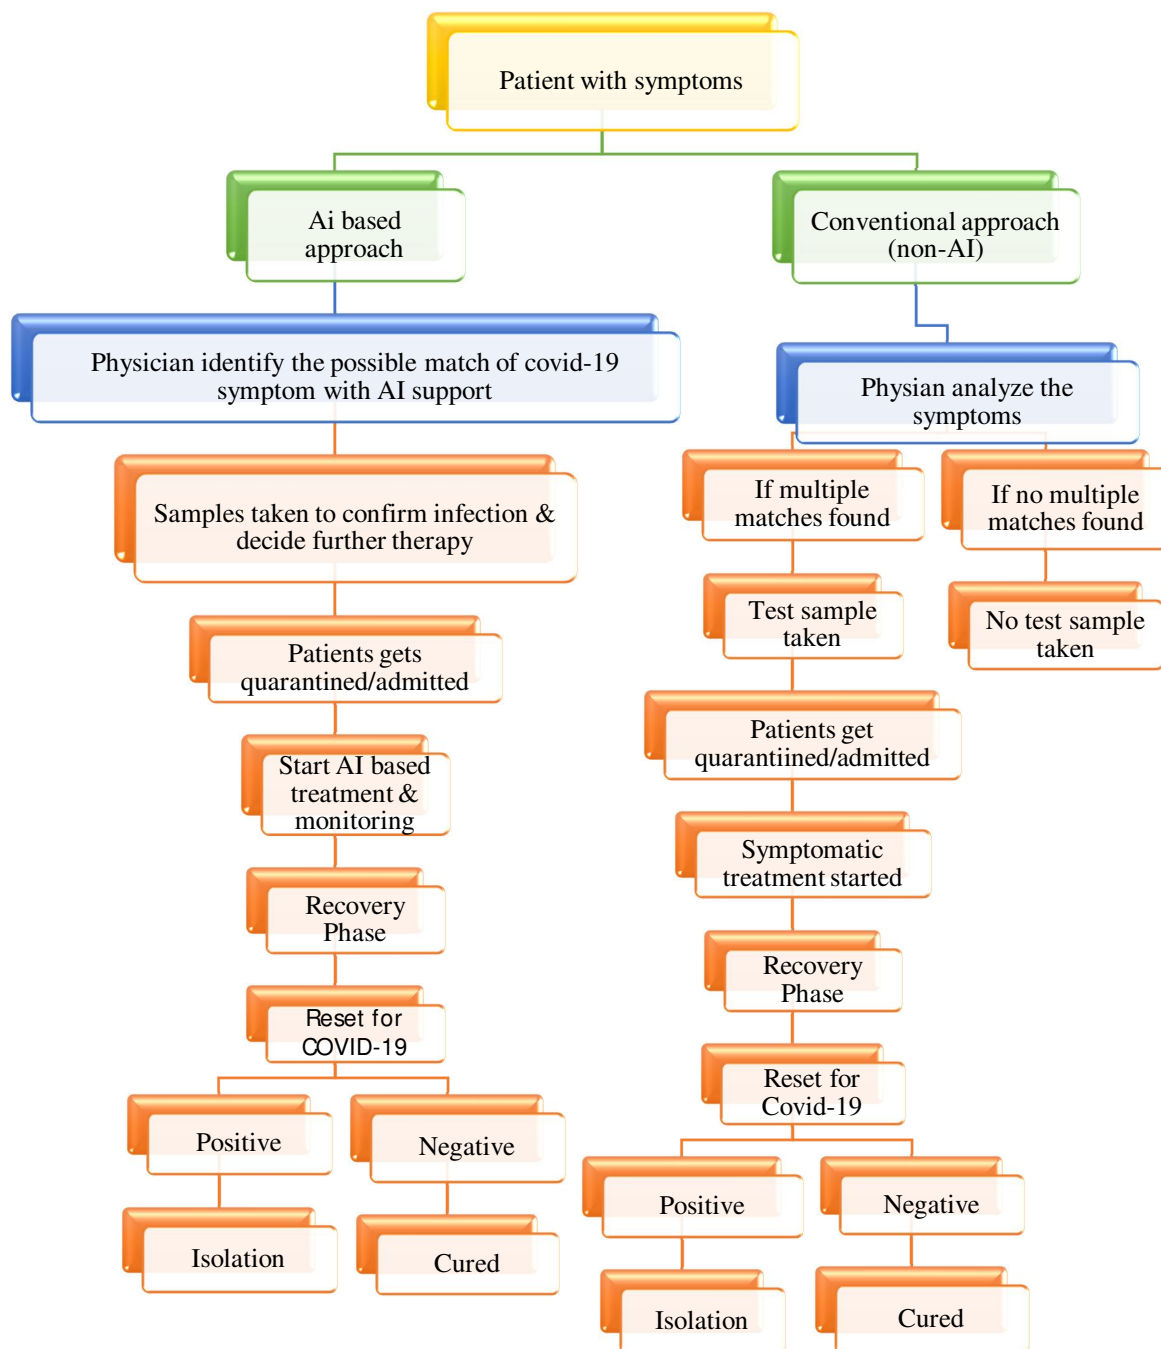 Patient with symptoms
Ai based
approach
Conventional approach
(non-AI)
Physician identify the possible match of covid-19
symptom with AI support
Physian analyze the
symptoms
Samples taken to confirm infection &
decide further therapy
If multiple
matches found
If no multiple
matches found
Patients gets
quarantined/admitted
Test sample
taken
No test sample
taken
Start AI based
treatment &
monitoring
Patients get
quarantiined/admitted
Recovery
Phase
Symptomatic
treatment started
Reset for
COVID-19
Recovery
Phase
Positive
Negative
Reset for
Covid-19
Isolation
Cured
Positive
Negative
Isolation
Cured